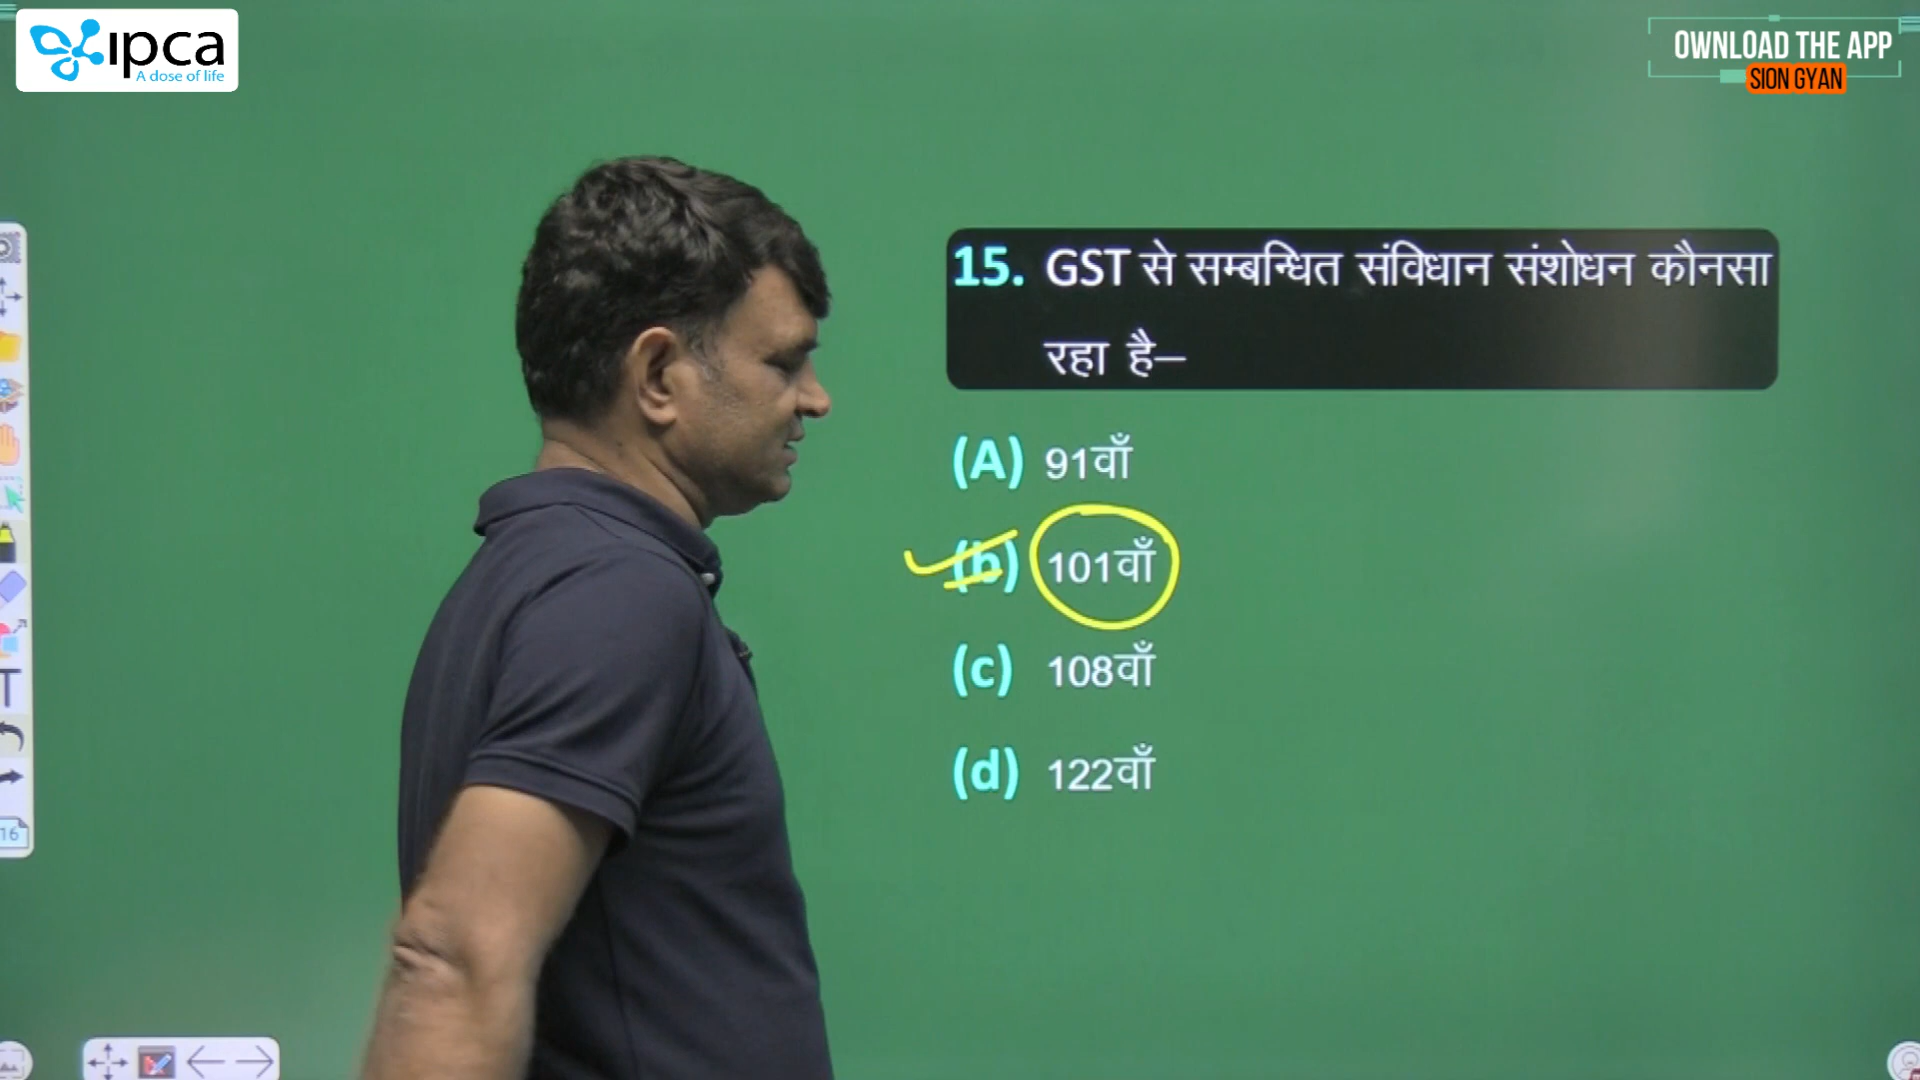 ipca
A dose of life
OWNLOAD THE APP
SION GYAN
15. GST से सम्बन्धित संविधान संशोधन कौनसा
रहा है–
(A) 91वाँ
(b) 101वाँ
(c) 108वाँ
(d) 122वाँ
T
16